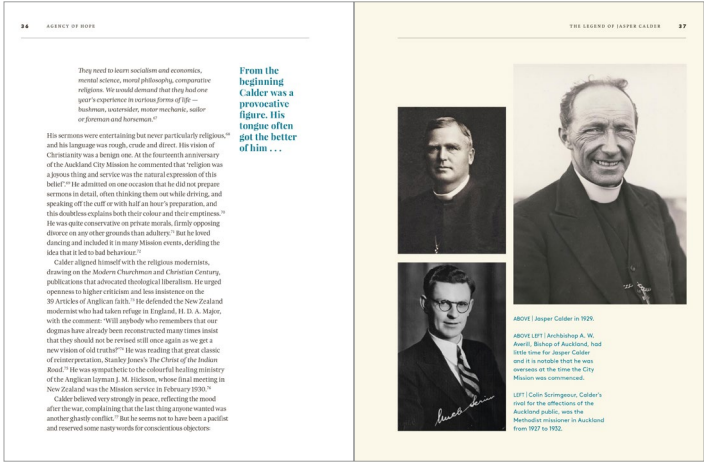 36 AGENCY OF HOPE
They need to learn socialism and economics,
mental science, moral philosophy, comparative
religions. We would demand that they had one
year's experience in various forms of life —
bushman, watersider, motor mechanic, sailor
or foreman and horseman.⁶⁷
His sermons were entertaining but never particularly religious,⁶⁸
and his language was rough, crude and direct. His vision of
Christianity was a benign one. At the fourteenth anniversary
of the Auckland City Mission he commented that 'religion was
a joyous thing and service was the natural expression of this
belief'.⁶⁹ He admitted on one occasion that he did not prepare
sermons in detail, often thinking them out while driving, and
speaking off the cuff or with half an hour's preparation, and
this doubtless explains both their colour and their emptiness.⁷⁰
He was quite conservative on private morals, firmly opposing
divorce on any other grounds than adultery.⁷¹ But he loved
dancing and included it in many Mission events, deriding the
idea that it led to bad behaviour.⁷²
Calder aligned himself with the religious modernists,
drawing on the Modern Churchman and Christian Century,
publications that advocated theological liberalism. He urged
openness to higher criticism and less insistence on the
39 Articles of Anglican faith.⁷³ He defended the New Zealand
modernist who had taken refuge in England, H. D. A. Major,
with the comment: 'Will anybody who remembers that our
dogmas have already been reconstructed many times insist
that they should not be revised still once again as we get a
new vision of old truths?'⁷⁴ He was reading that great classic
of reinterpretation, Stanley Jones's The Christ of the Indian
Road.⁷⁵ He was sympathetic to the colourful healing ministry
of the Anglican layman J. M. Hickson, whose final meeting in
New Zealand was the Mission service in February 1930.⁷⁶
Calder believed very strongly in peace, reflecting the mood
after the war, complaining that the last thing anyone wanted was
another ghastly conflict.⁷⁷ But he seems not to have been a pacifist
and reserved some nasty words for conscientious objectors:
From the
beginning
Calder was a
provocative
figure. His
tongue often
got the better
of him . . .
THE LEGEND OF JASPER CALDER 37
ABOVE | Jasper Calder in 1929.
ABOVE LEFT | Archbishop A. W.
Averill, Bishop of Auckland, had
little time for Jasper Calder
and it is notable that he was
overseas at the time the City
Mission was commenced.
LEFT | Colin Scrimgeour, Calder's
rival for the affections of the
Auckland public, was the
Methodist missioner in Auckland
from 1927 to 1932.